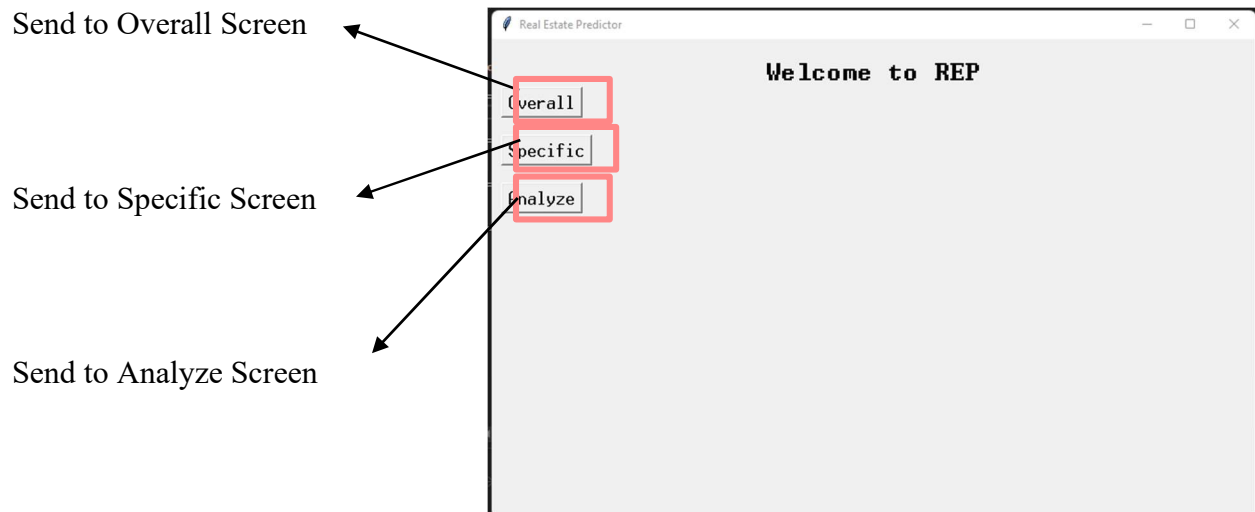 Send to Overall Screen
Real Estate Predictor
Welcome to REP
Overall
Specific
Send to Specific Screen
Analyze
Send to Analyze Screen